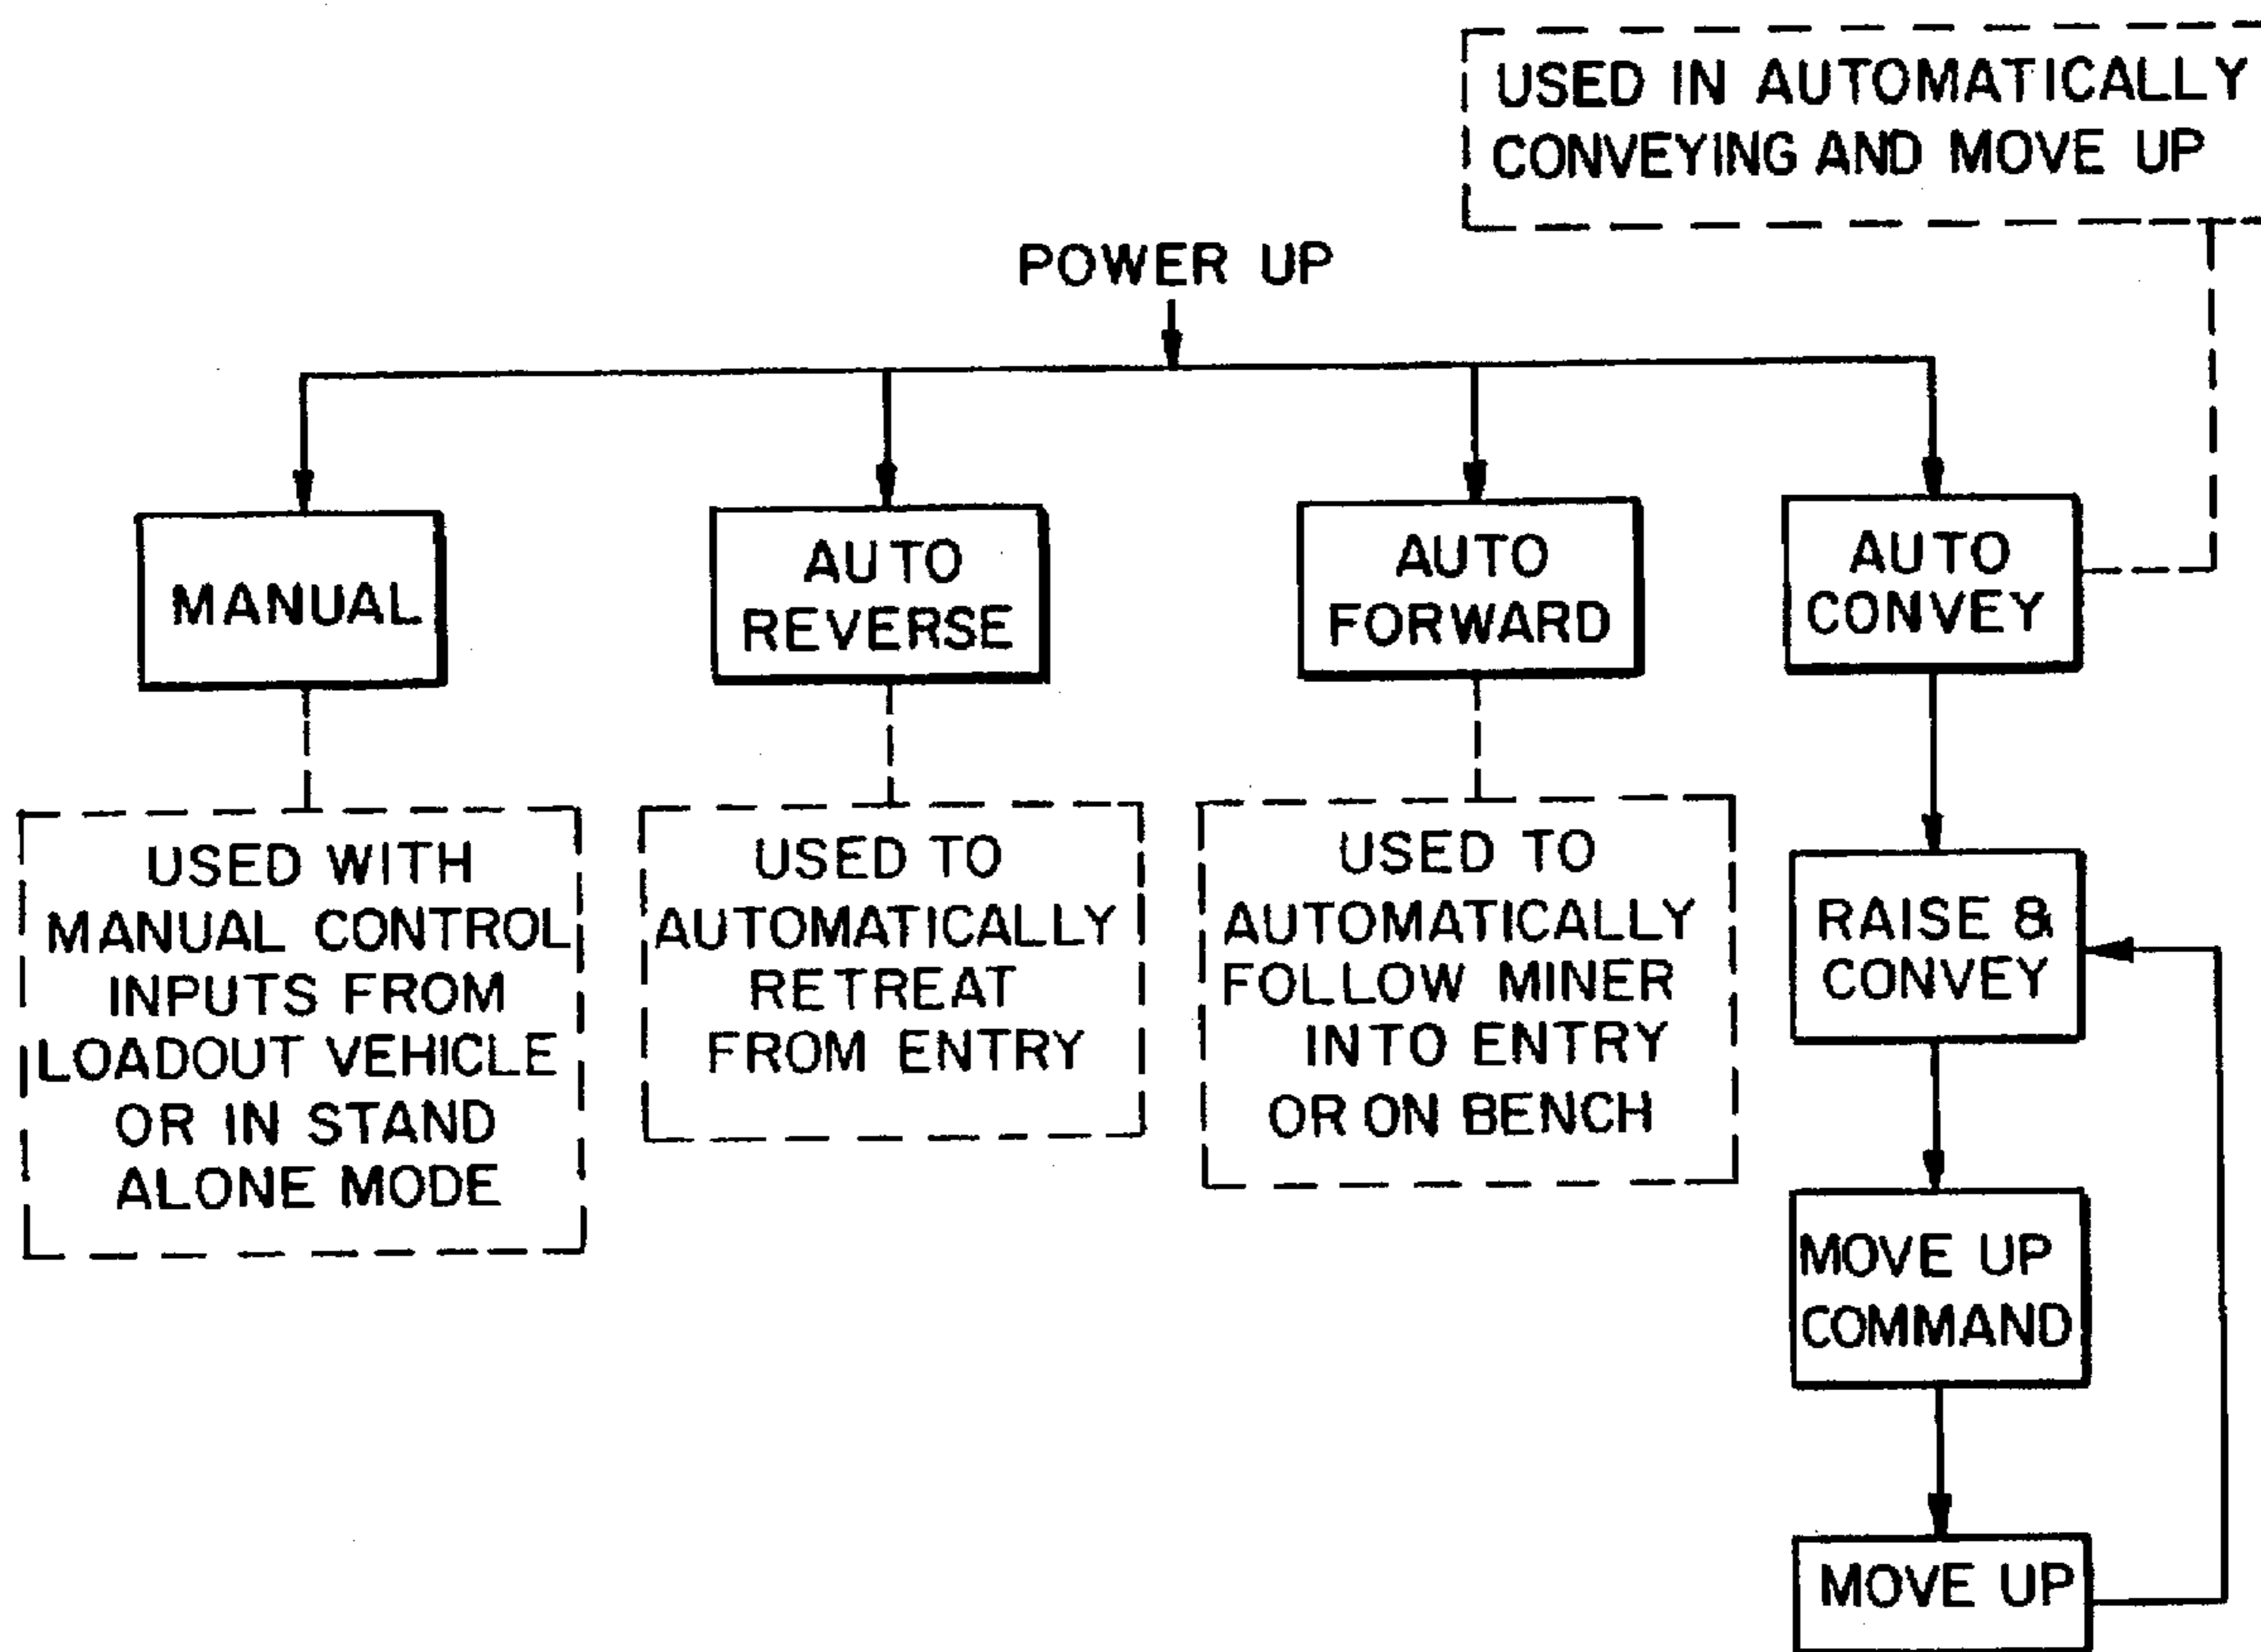 USED IN AUTOMATICALLY
CONVEYING AND MOVE UP
POWER UP
MANUAL
AUTO
REVERSE
AUTO
FORWARD
AUTO
CONVEY
USED WITH
MANUAL CONTROL
INPUTS FROM
LOADOUT VEHICLE
OR IN STAND
ALONE MODE
USED TO
AUTOMATICALLY
RETREAT
FROM ENTRY
USED TO
AUTOMATICALLY
FOLLOW MINER
INTO ENTRY
OR ON BENCH
RAISE &
CONVEY
MOVE UP
COMMAND
MOVE UP